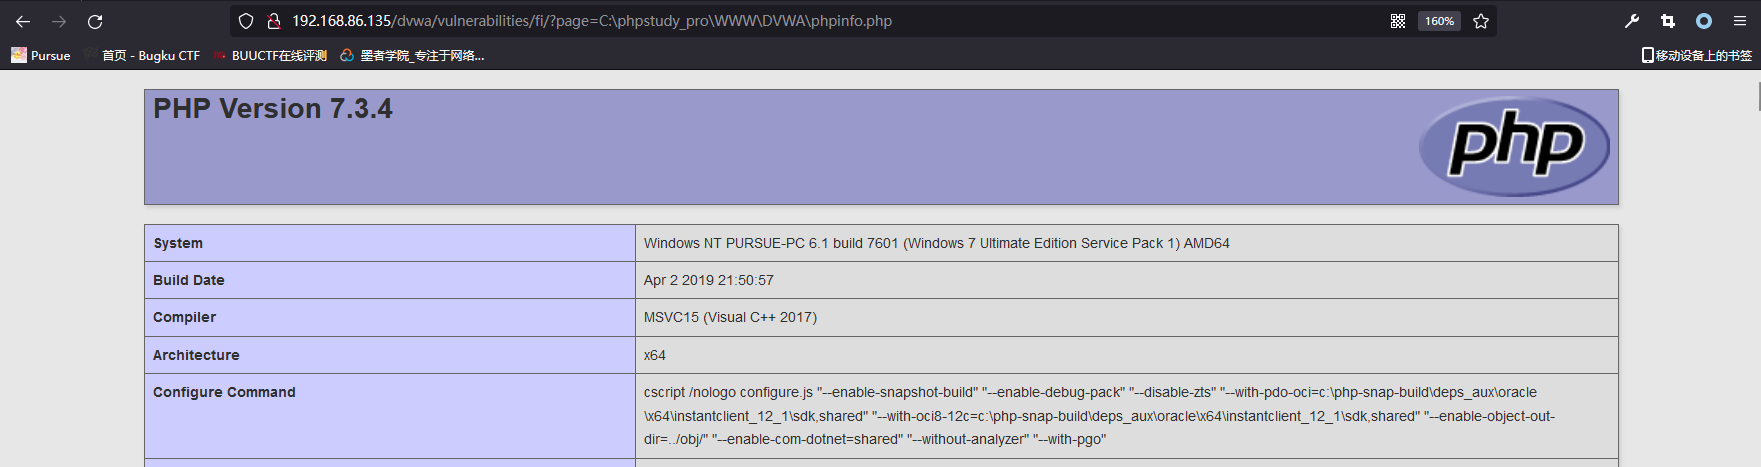 192.168.86.135/dvwa/vulnerabilities/fi/?page=C:\phpstudy_pro\WWW\DVWA\phpinfo.php
160%
Pursue
首页 - Bugku CTF
BUUCTF在线评测
墨者学院_专注于网络...
移动设备上的书签
PHP Version 7.3.4
php
System
Windows NT PURSUE-PC 6.1 build 7601 (Windows 7 Ultimate Edition Service Pack 1) AMD64
Build Date
Apr 2 2019 21:50:57
Compiler
MSVC15 (Visual C++ 2017)
Architecture
x64
Configure Command
cscript /nologo configure.js "--enable-snapshot-build" "--enable-debug-pack" "--disable-zts" "--with-pdo-oci=c:\php-snap-build\deps_aux\oracle
\x64\instantclient_12_1\sdk,shared" "--with-oci8-12c=c:\php-snap-build\deps_aux\oracle\x64\instantclient_12_1\sdk,shared" "--enable-object-out-
dir=../obj/" "--enable-com-dotnet=shared" "--without-analyzer" "--with-pgo"